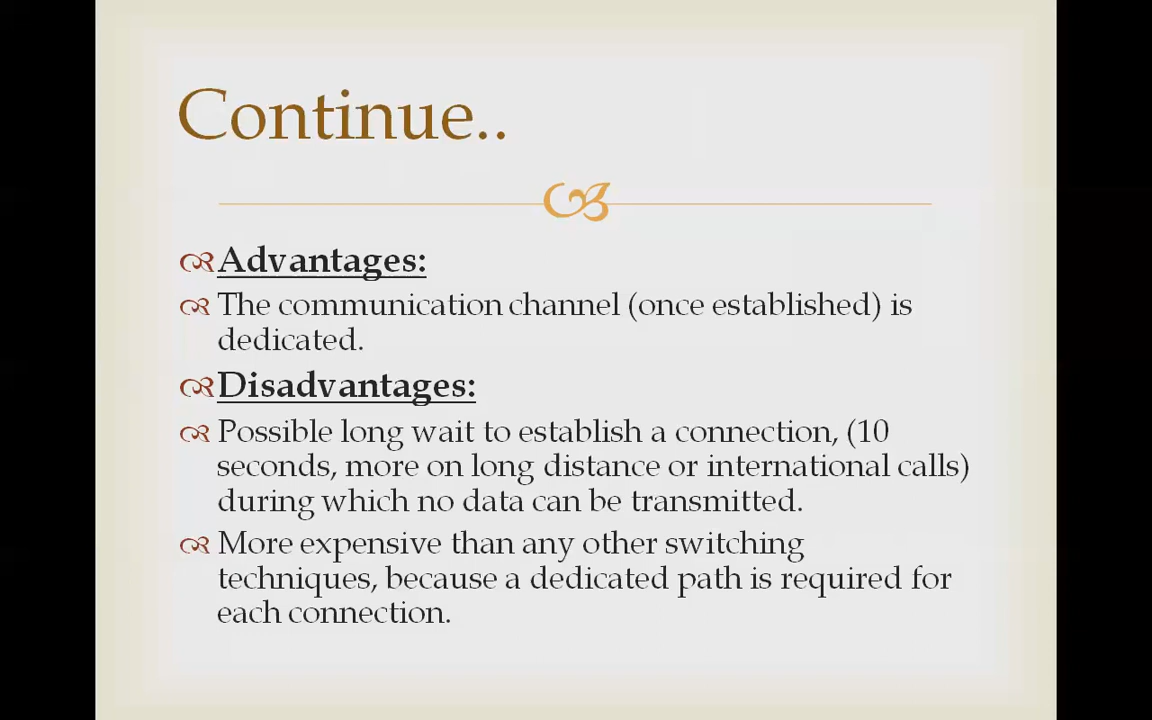 Continue..
Advantages:
The communication channel (once established) is
dedicated.
Disadvantages:
Possible long wait to establish a connection, (10
seconds, more on long distance or international calls)
during which no data can be transmitted.
More expensive than any other switching
techniques, because a dedicated path is required for
each connection.